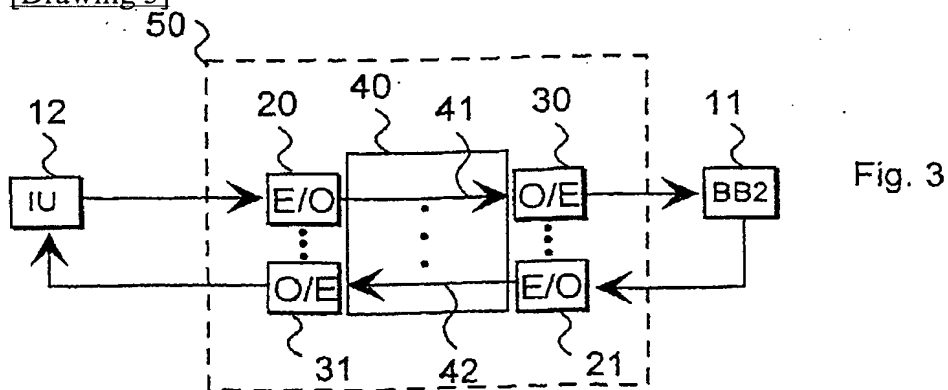 [Drawing 3]
50
12
20
40
41
30
11
IU
E/O
O/E
BB2
Fig. 3
O/E
E/O
31
42
21